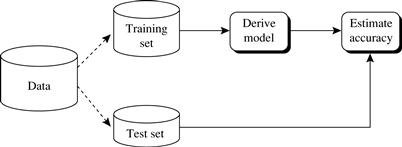 Training
set
Derive
model
Estimate
accuracy
Data
Test set